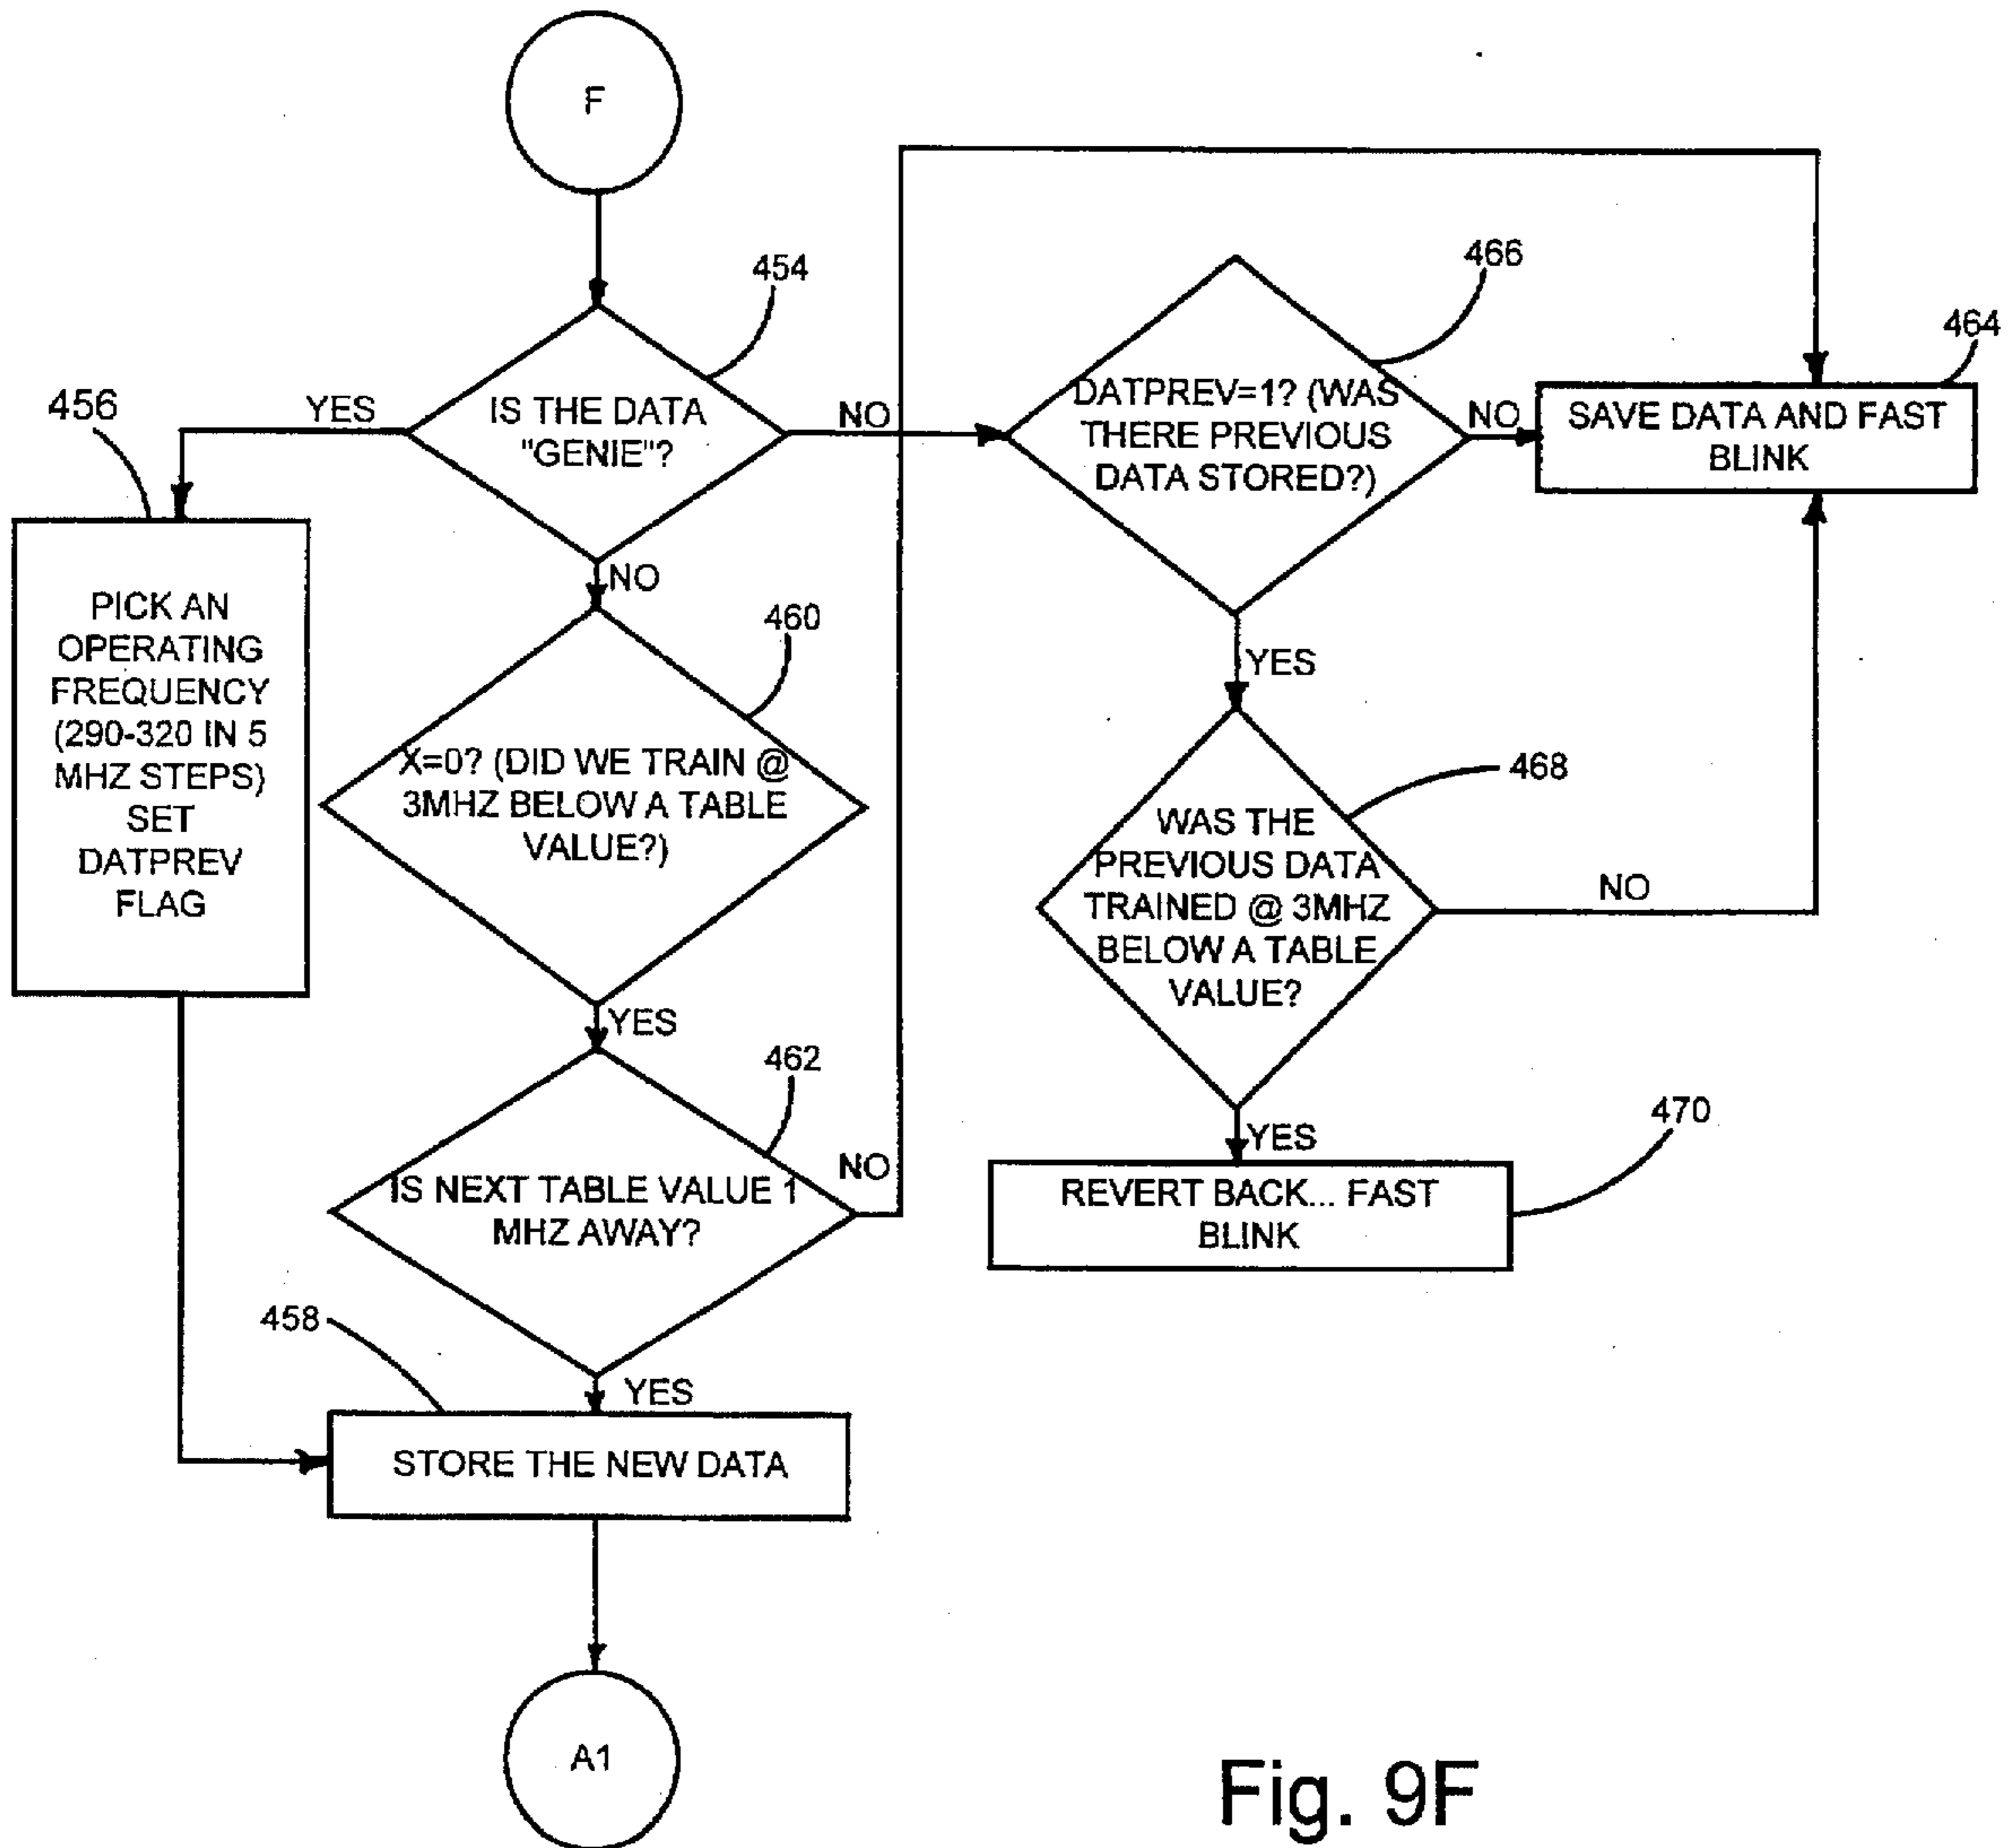 F
454
IS THE DATA
"GENIE"?
YES
NO
NO
456
PICK AN
OPERATING
FREQUENCY
(290-320 IN 5
MHZ STEPS)
SET
DATPREV
FLAG
460
X=0? (DID WE TRAIN @
3MHZ BELOW A TABLE
VALUE?)
YES
462
IS NEXT TABLE VALUE 1
MHZ AWAY?
NO
YES
458
STORE THE NEW DATA
A1
466
DATPREV=1? (WAS
THERE PREVIOUS
DATA STORED?)
NO
YES
464
SAVE DATA AND FAST
BLINK
468
WAS THE
PREVIOUS DATA
TRAINED @ 3MHZ
BELOW A TABLE
VALUE?
NO
YES
470
REVERT BACK... FAST
BLINK
Fig. 9F